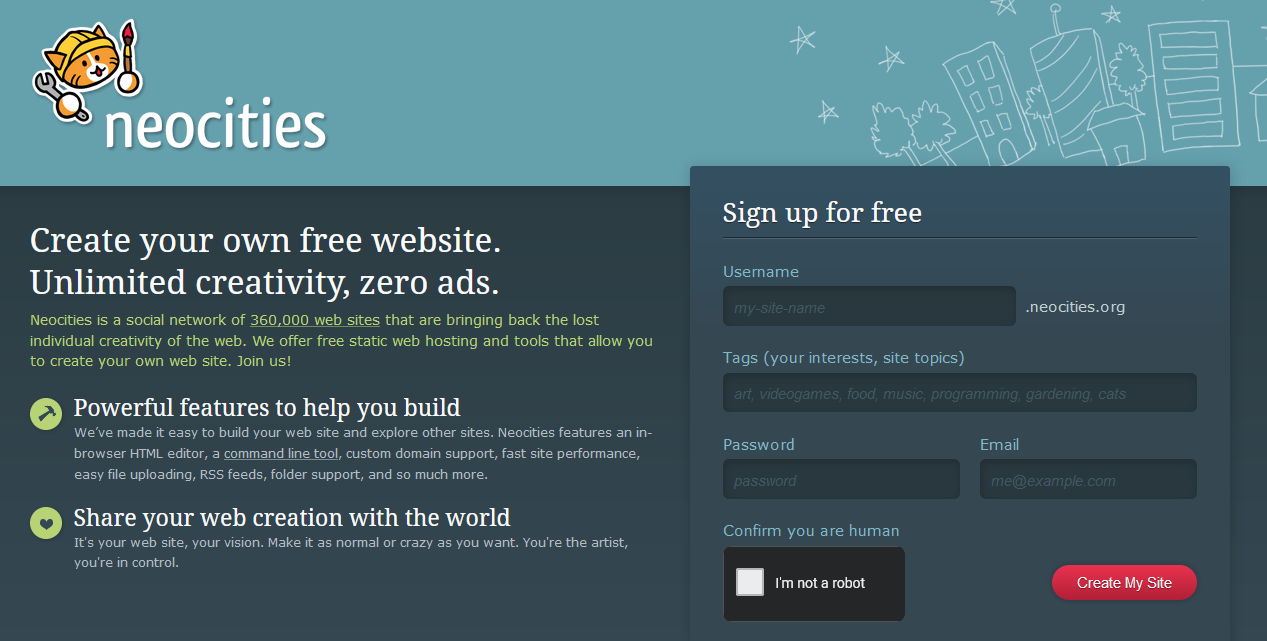 neocities
Create your own free website.
Unlimited creativity, zero ads.
Neocities is a social network of 360,000 web sites that are bringing back the lost
individual creativity of the web. We offer free static web hosting and tools that allow you
to create your own web site. Join us!
Powerful features to help you build
We’ve made it easy to build your web site and explore other sites. Neocities features an in-
browser HTML editor, a command line tool, custom domain support, fast site performance,
easy file uploading, RSS feeds, folder support, and so much more.
Share your web creation with the world
It's your web site, your vision. Make it as normal or crazy as you want. You're the artist,
you're in control.
Sign up for free
Username
my-site-name .neocities.org
Tags (your interests, site topics)
art, videogames, food, music, programming, gardening, cats
Password Email
password me@example.com
Confirm you are human
I'm not a robot Create My Site